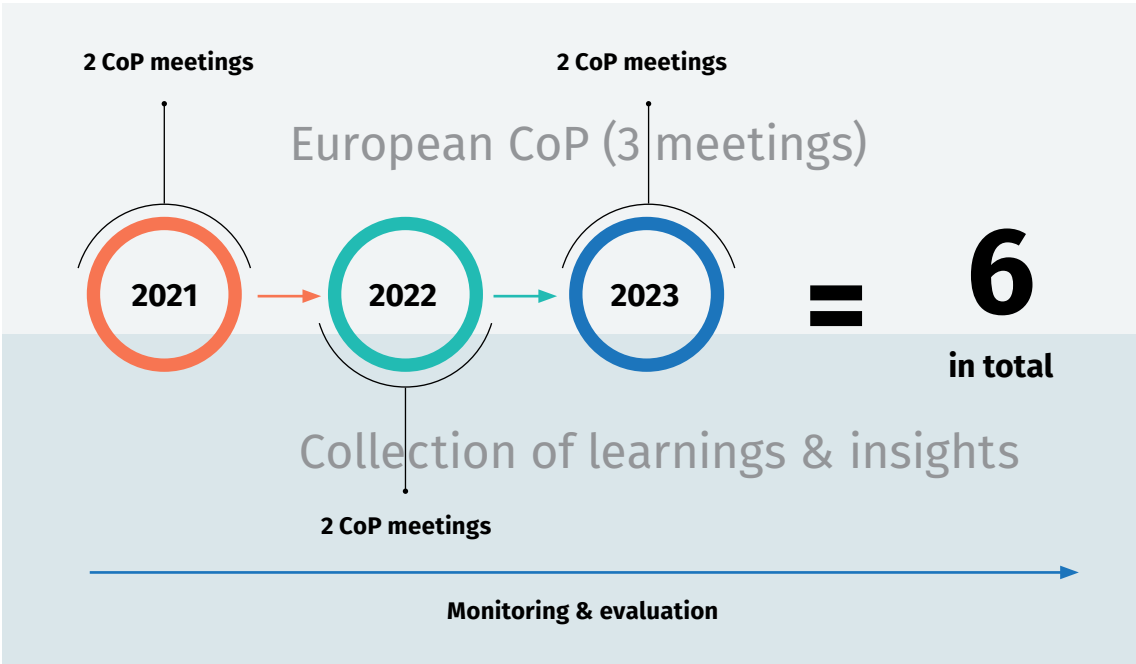 2 CoP meetings
2 CoP meetings
European CoP (3 meetings)
2021
2022
2023
=
6
in total
Collection of learnings & insights
2 CoP meetings
Monitoring & evaluation